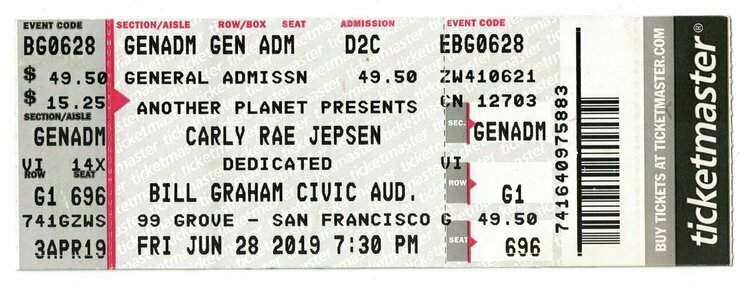 EVENT CODE SECTION/AISLE ROW/BOX SEAT ADMISSION EVENT CODE
BG0628 GENADM GEN ADM D2C EBG0628
$ 49.50 GENERAL ADMISSN 49.50 ZW410621
$ 15.25 ANOTHER PLANET PRESENTS CN 12703
SECTION/AISLE
GENADM CARLY RAE JEPSEN SEC. GENADM
VI 14X DEDICATED VI
ROW SEAT
G1 696 BILL GRAHAM CIVIC AUD. ROW G1
741GZWS 99 GROVE - SAN FRANCISCO G 49.50
3APR19 FRI JUN 28 2019 7:30 PM SEAT 696
741640975883
BUY TICKETS AT TICKETMASTER.COM
ticketmaster®